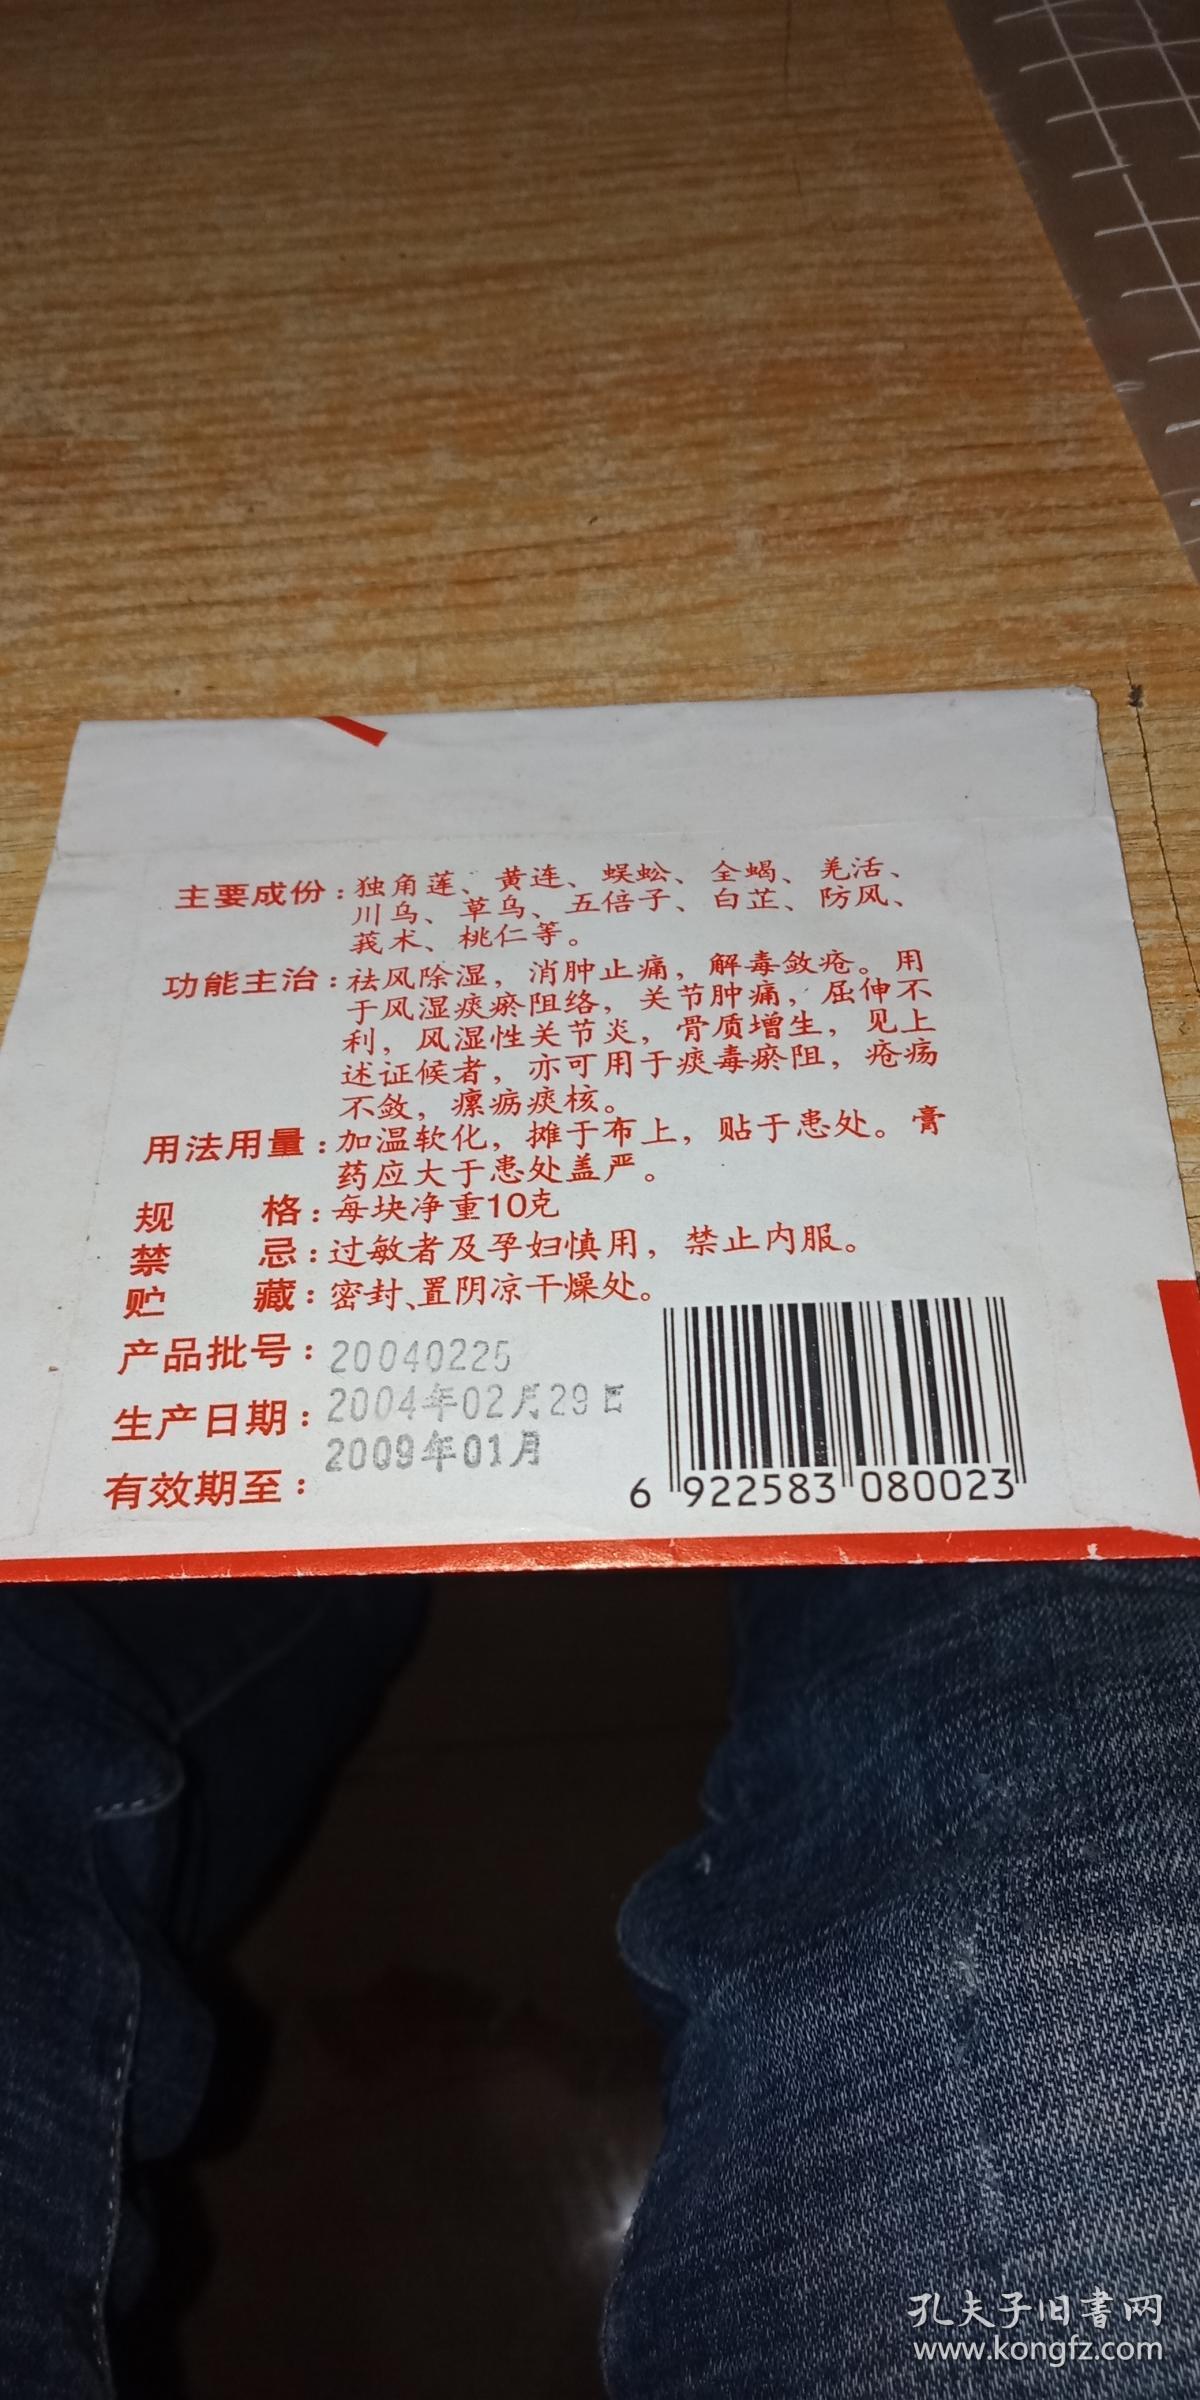 主要成份：独角莲、黄连、蜈蚣、全蝎、羌活、
川乌、草乌、五倍子、白芷、防风、
莪术、桃仁等。
功能主治：祛风除湿，消肿止痛，解毒敛疮。用
于风湿痰瘀阻络，关节肿痛，屈伸不
利，风湿性关节炎，骨质增生，见上
述证候者，亦可用于痰毒瘀阻，疮疡
不敛，瘰疬痰核。
用法用量：加温软化，摊于布上，贴于患处。膏
药应大于患处盖严。
规格：每块净重10克
禁忌：过敏者及孕妇慎用，禁止内服。
贮藏：密封、置阴凉干燥处。
产品批号：20040225
生产日期：2004年02月29日
有效期至：2009年01月
6 922583 080023
孔夫子旧书网
www.kongfz.com